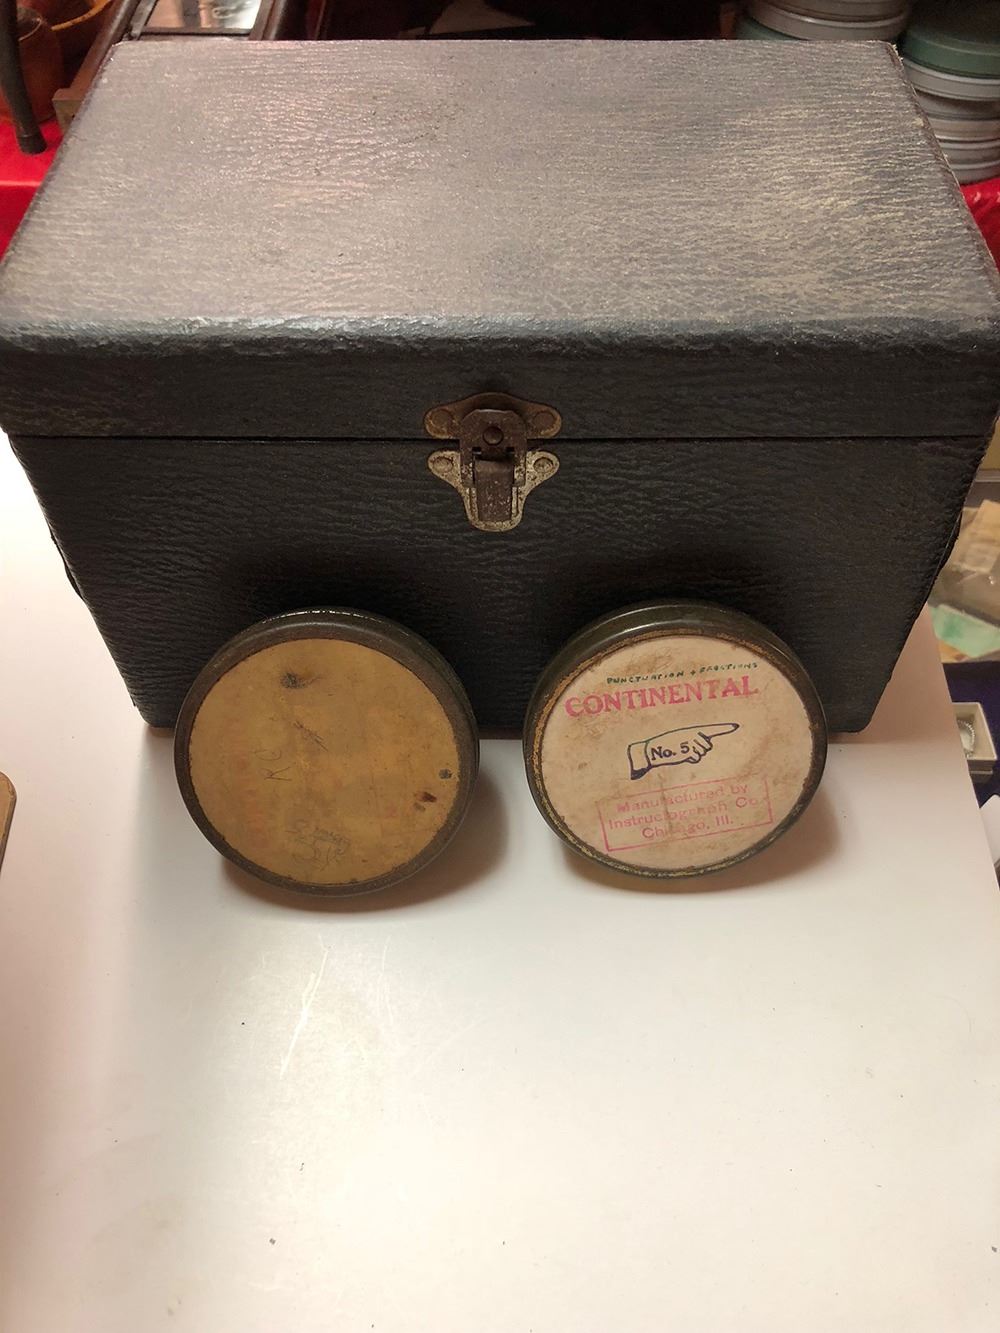 PUNCTUATION + FRACTIONS
CONTINENTAL
No. 5
Manufactured by
Instructograph Co.
Chicago, Ill.